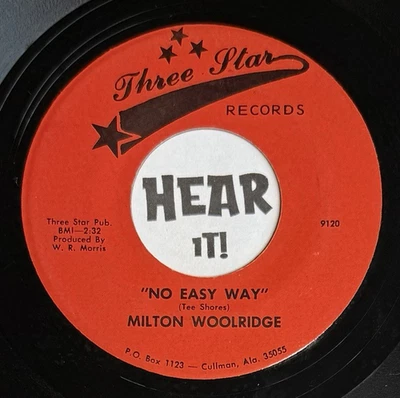 Three Star
RECORDS
HEAR
IT!
Three Star Pub.
BMI—2:32
Produced By
W. R. Morris
9120
"NO EASY WAY"
(Tee Shores)
MILTON WOOLRIDGE
P.O. Box 1123 — Cullman, Ala. 35055